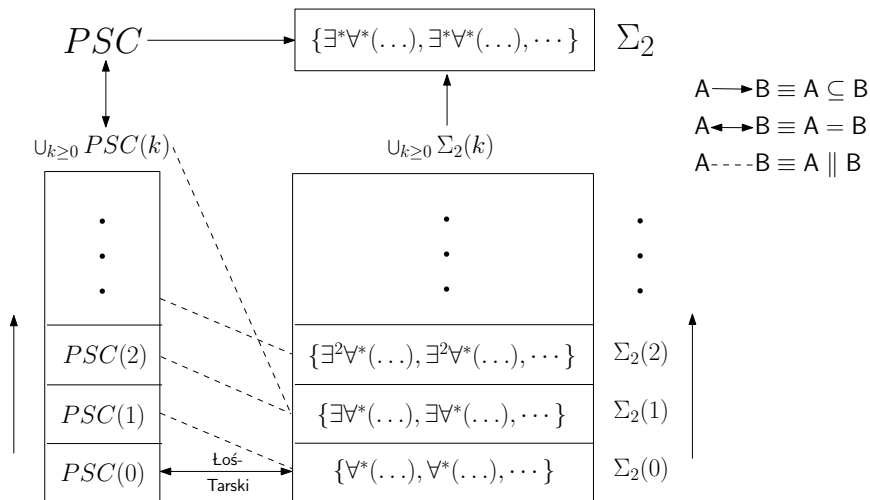 PSC
{∃*∀*(...), ∃*∀*(...), ···}
Σ₂
A B ≡ A ⊆ B
A B ≡ A = B
A B ≡ A ∥ B
∪ₖ≥₀ PSC(k)
∪ₖ≥₀ Σ₂(k)
PSC(2)
{∃²∀*(...), ∃²∀*(...), ···}
Σ₂(2)
PSC(1)
{∃∀*(...), ∃∀*(...), ···}
Σ₂(1)
PSC(0)
Łoś-
Tarski
{∀*(...), ∀*(...), ···}
Σ₂(0)